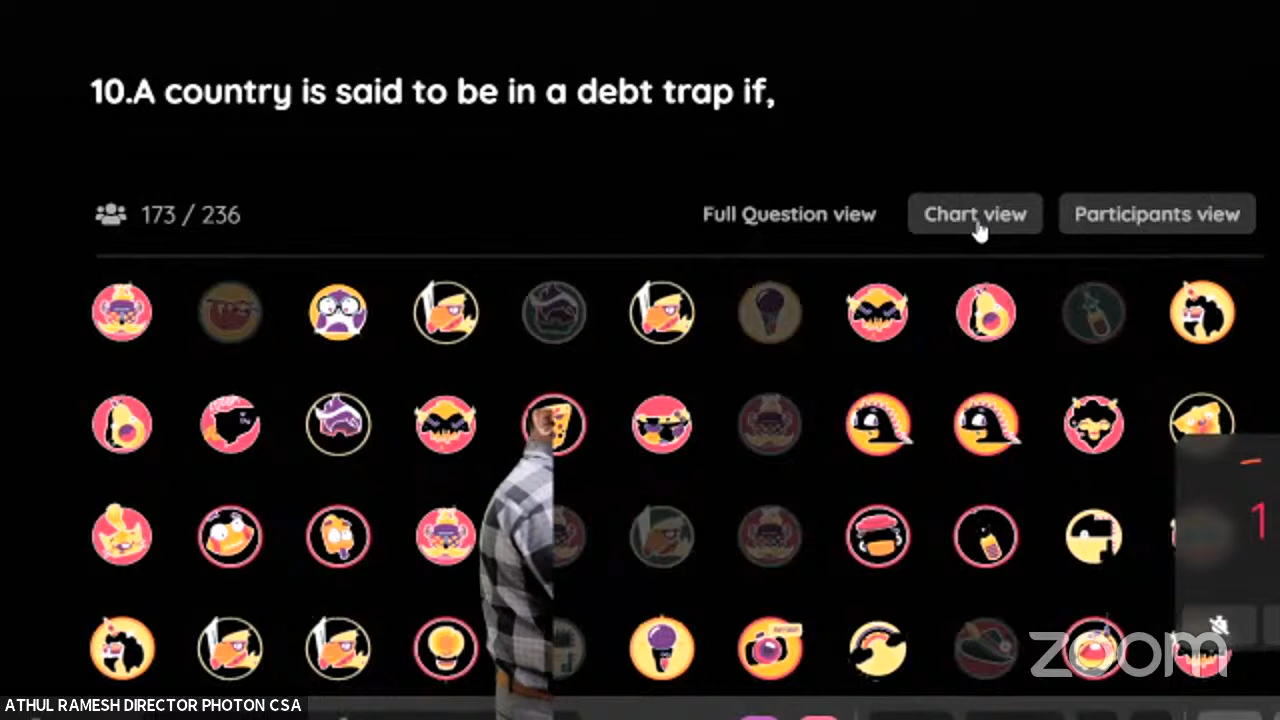 10.A country is said to be in a debt trap if,
173 / 236
Full Question view
Chart view
Participants view
1
zoom
ATHUL RAMESH DIRECTOR PHOTON CSA